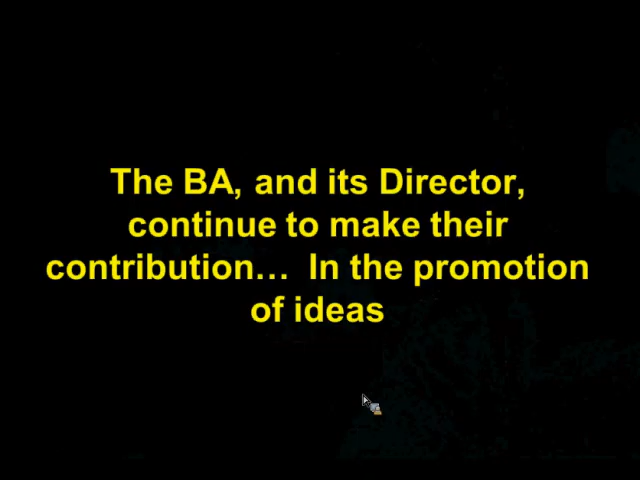 The BA, and its Director,
continue to make their
contribution…  In the promotion
of ideas